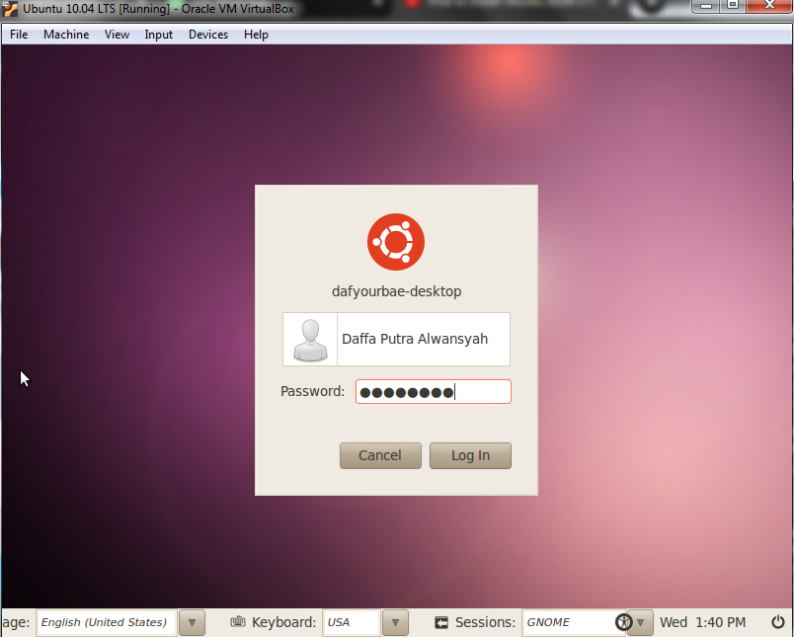 Ubuntu 10.04 LTS [Running] - Oracle VM VirtualBox
File Machine View Input Devices Help
dafyourbae-desktop
Daffa Putra Alwansyah
Password: ●●●●●●●●
Cancel Log In
age: English (United States) Keyboard: USA Sessions: GNOME Wed 1:40 PM